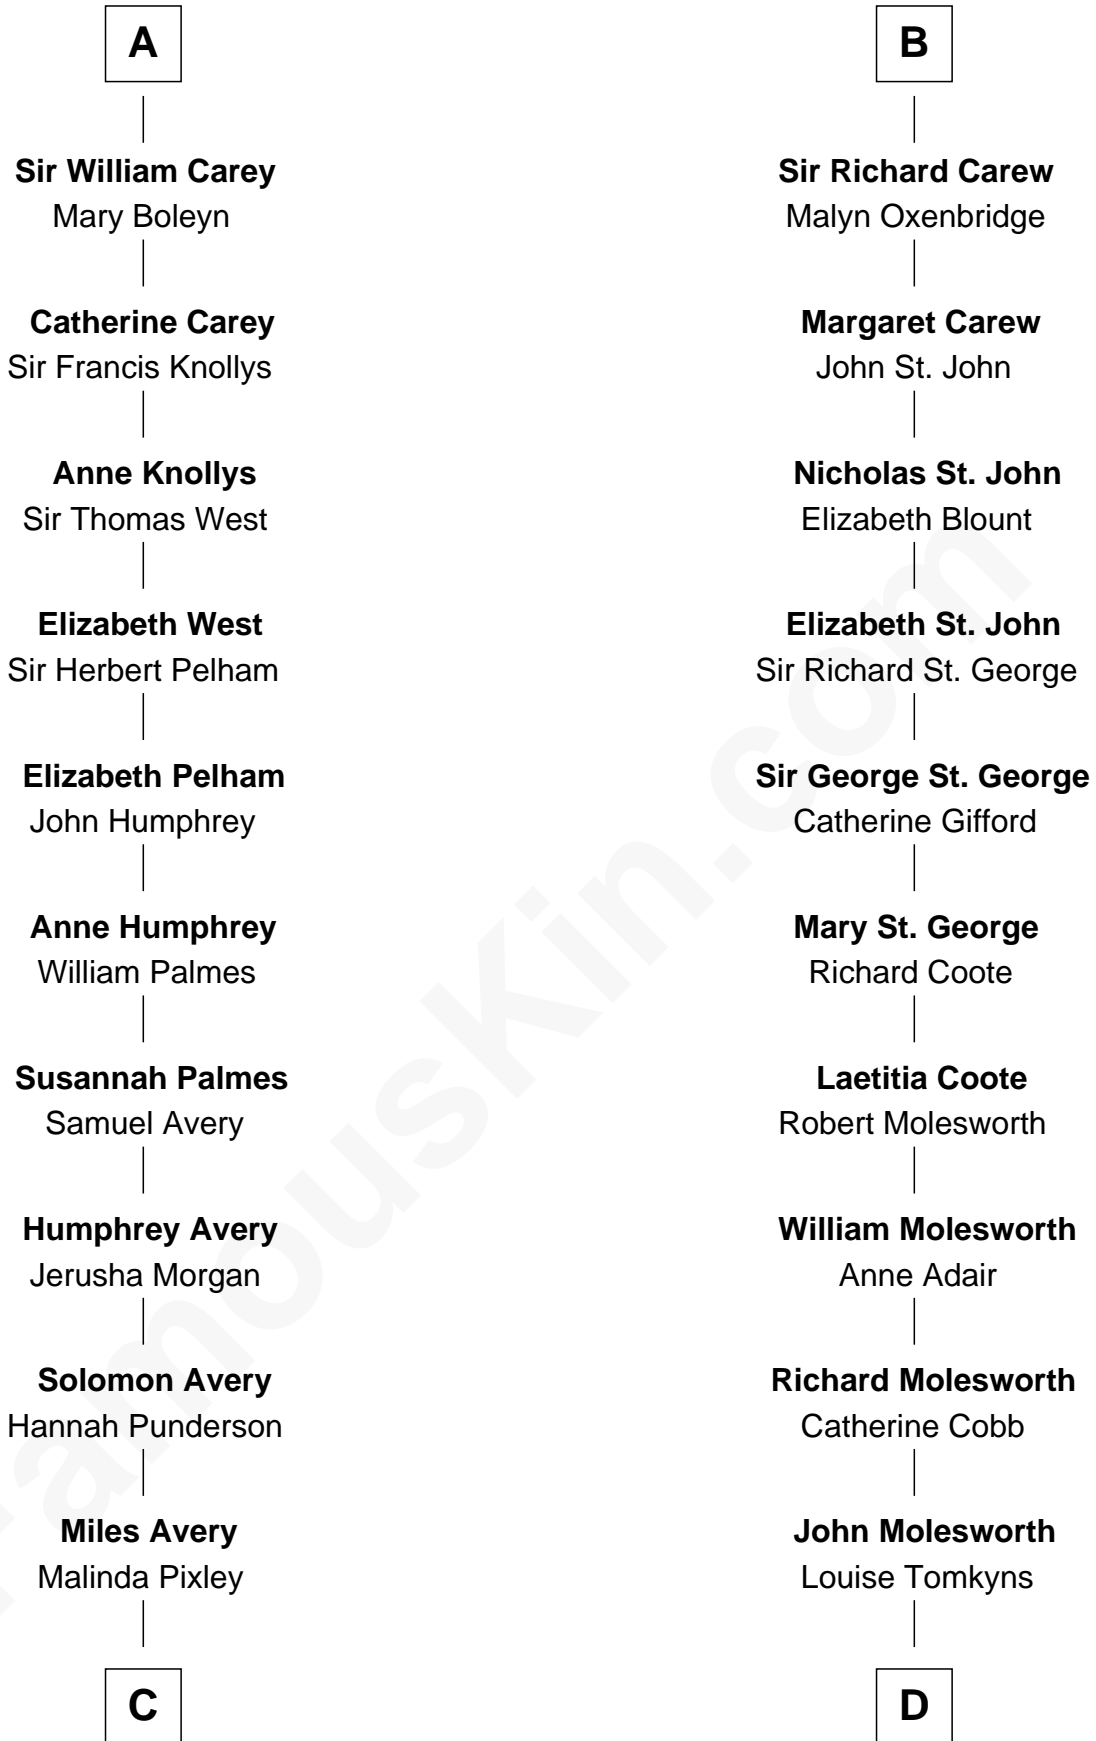 A
Sir William Carey
Mary Boleyn
Catherine Carey
Sir Francis Knollys
Anne Knollys
Sir Thomas West
Elizabeth West
Sir Herbert Pelham
Elizabeth Pelham
John Humphrey
Anne Humphrey
William Palmes
Susannah Palmes
Samuel Avery
Humphrey Avery
Jerusha Morgan
Solomon Avery
Hannah Punderson
Miles Avery
Malinda Pixley
C
B
Sir Richard Carew
Malyn Oxenbridge
Margaret Carew
John St. John
Nicholas St. John
Elizabeth Blount
Elizabeth St. John
Sir Richard St. George
Sir George St. George
Catherine Gifford
Mary St. George
Richard Coote
Laetitia Coote
Robert Molesworth
William Molesworth
Anne Adair
Richard Molesworth
Catherine Cobb
John Molesworth
Louise Tomkyns
D
FamousKin.com